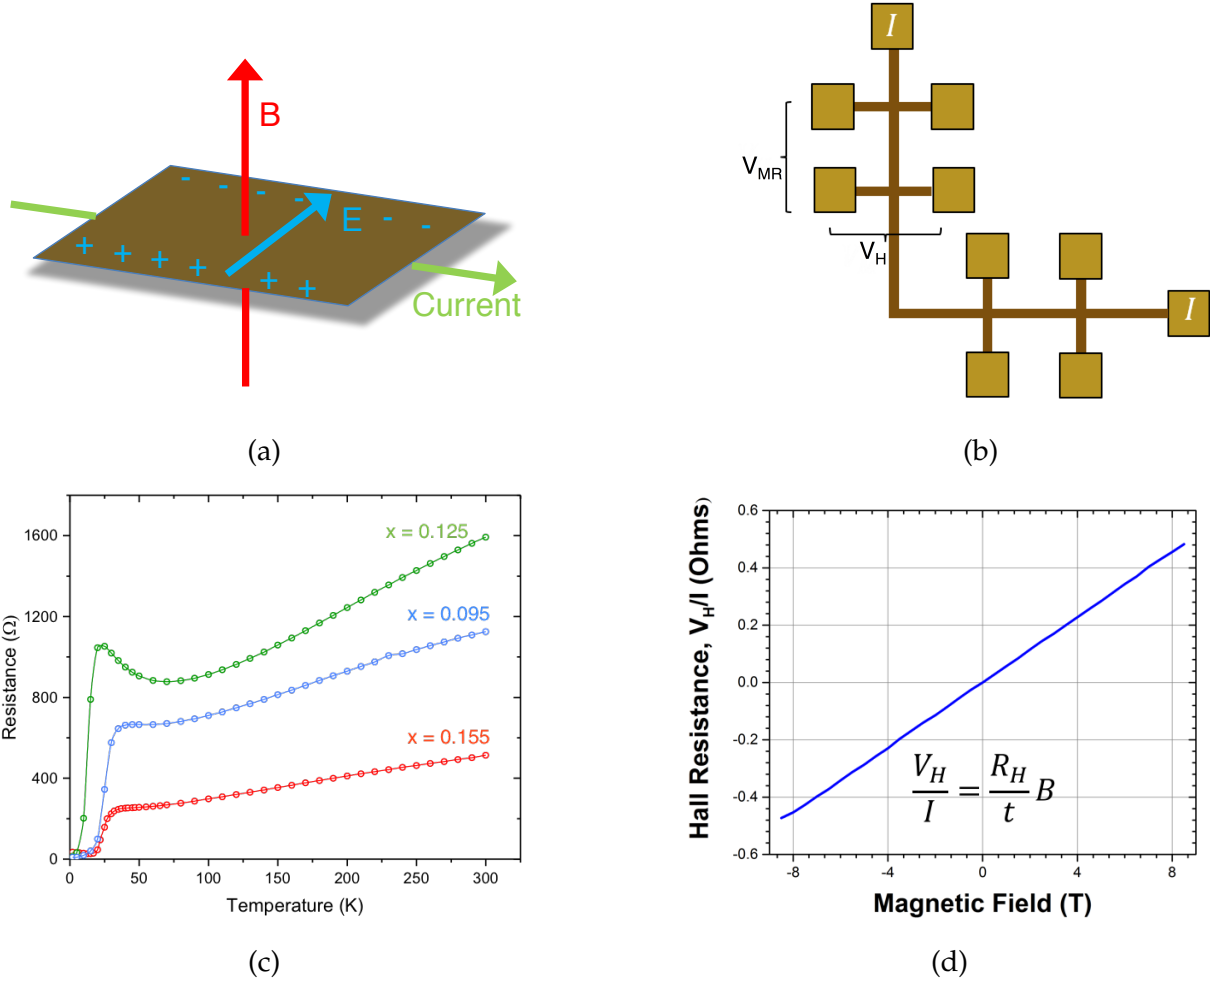 B
- - - - - -
E
+ + + + + +
Current
(a)
I
V_MR
V_H
I
(b)
1600
1200
800
400
0
Resistance (Ω)
x = 0.125
x = 0.095
x = 0.155
0 50 100 150 200 250 300
Temperature (K)
(c)
0.6
0.4
0.2
0.0
-0.2
-0.4
-0.6
Hall Resistance, V_H/I (Ohms)
V_H/I = R_H/t B
-8 -4 0 4 8
Magnetic Field (T)
(d)